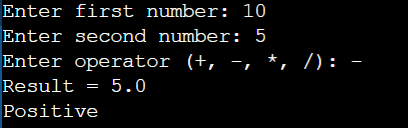 Enter first number: 10
Enter second number: 5
Enter operator (+, -, *, /): -
Result = 5.0
Positive